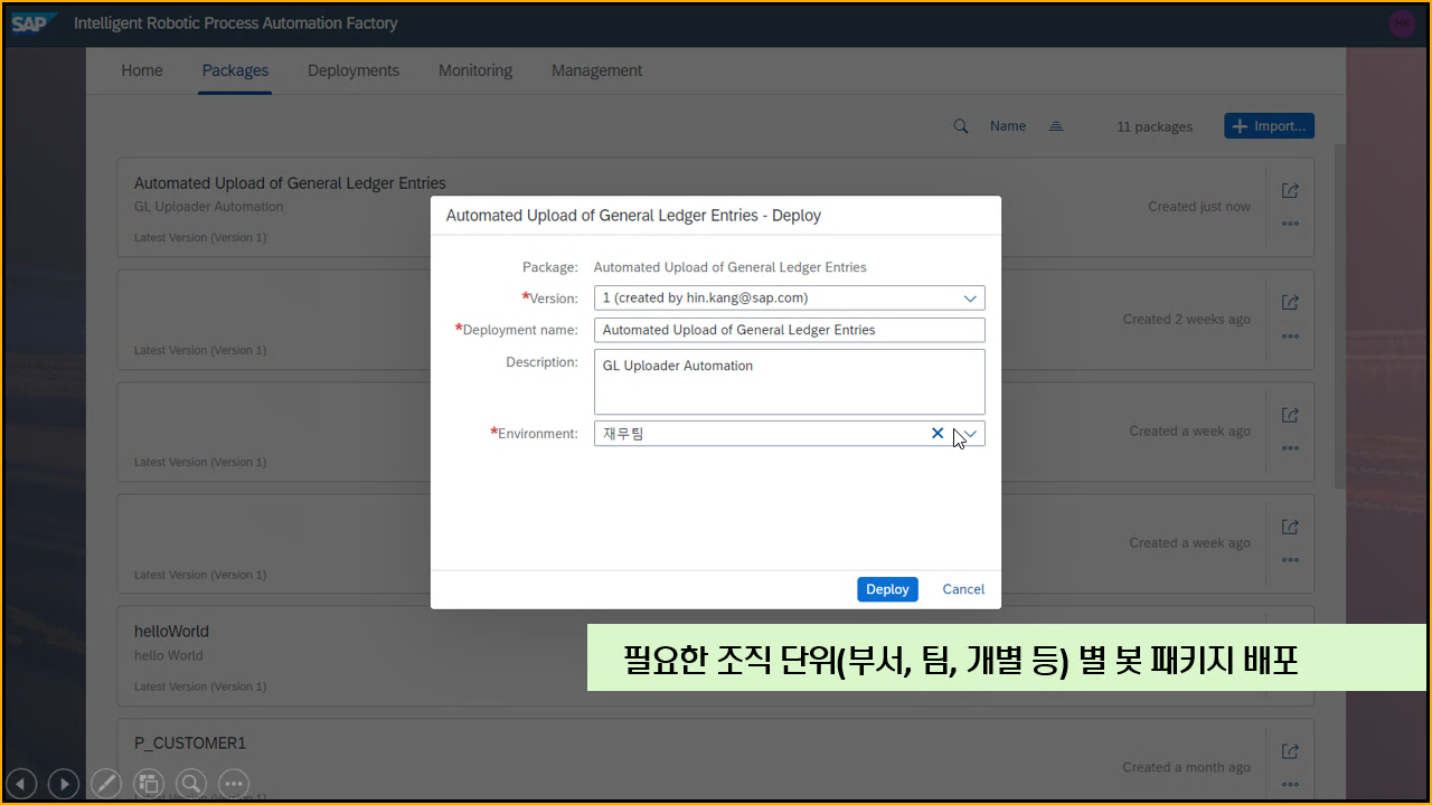 SAP Intelligent Robotic Process Automation Factory
HK
Home Packages Deployments Monitoring Management
Name 11 packages + Import...
Automated Upload of General Ledger Entries
GL Uploader Automation
Created just now
Latest Version (Version 1)
Automated Upload of General Ledger Entries - Deploy
Package: Automated Upload of General Ledger Entries
*Version: 1 (created by hin.kang@sap.com)
*Deployment name: Automated Upload of General Ledger Entries
Description: GL Uploader Automation
*Environment: 재무팀
Deploy Cancel
Created 2 weeks ago
Latest Version (Version 1)
Created a week ago
Latest Version (Version 1)
Created a week ago
Latest Version (Version 1)
helloWorld
hello World
Latest Version (Version 1)
필요한 조직 단위(부서, 팀, 개별 등) 별 봇 패키지 배포
P_CUSTOMER1
Created a month ago